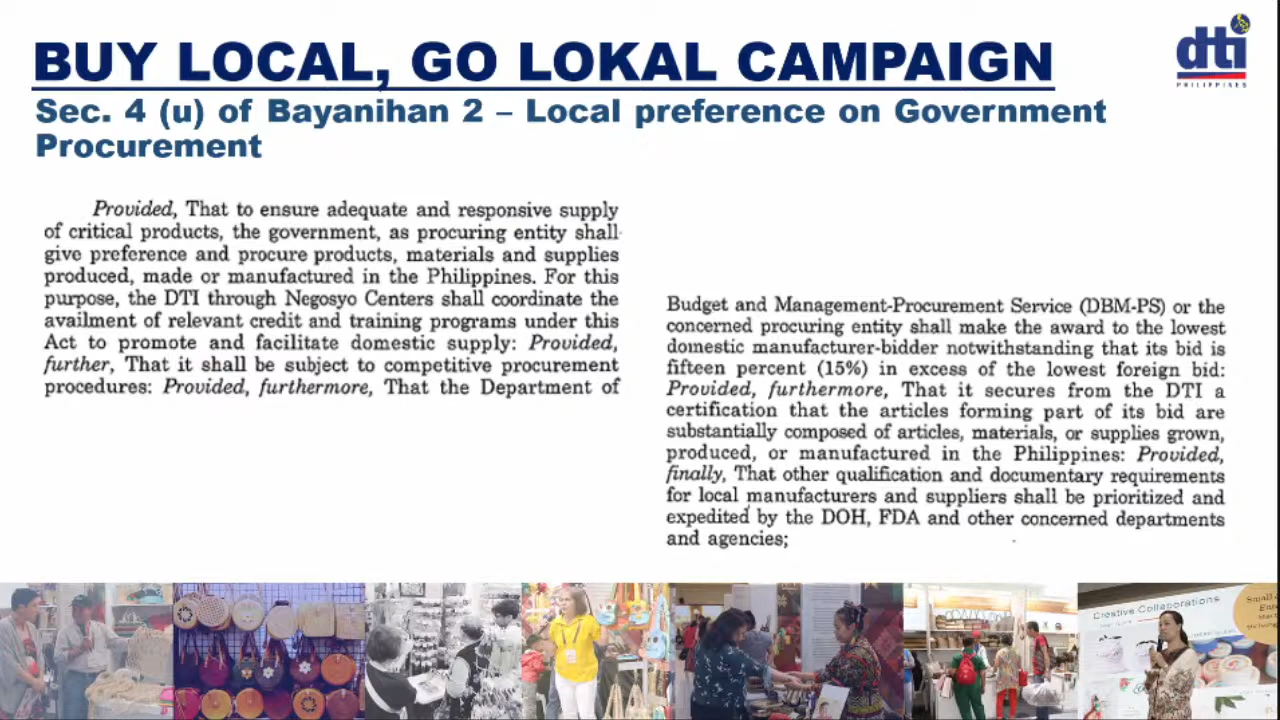 BUY LOCAL, GO LOKAL CAMPAIGN
dti
PHILIPPINES
Sec. 4 (u) of Bayanihan 2 – Local preference on Government
Procurement
Provided, That to ensure adequate and responsive supply
of critical products, the government, as procuring entity shall
give preference and procure products, materials and supplies
produced, made or manufactured in the Philippines. For this
purpose, the DTI through Negosyo Centers shall coordinate the
availment of relevant credit and training programs under this
Act to promote and facilitate domestic supply: Provided,
further, That it shall be subject to competitive procurement
procedures: Provided, furthermore, That the Department of
Budget and Management-Procurement Service (DBM-PS) or the
concerned procuring entity shall make the award to the lowest
domestic manufacturer-bidder notwithstanding that its bid is
fifteen percent (15%) in excess of the lowest foreign bid:
Provided, furthermore, That it secures from the DTI a
certification that the articles forming part of its bid are
substantially composed of articles, materials, or supplies grown,
produced, or manufactured in the Philippines: Provided,
finally, That other qualification and documentary requirements
for local manufacturers and suppliers shall be prioritized and
expedited by the DOH, FDA and other concerned departments
and agencies;
Creative Collaborations